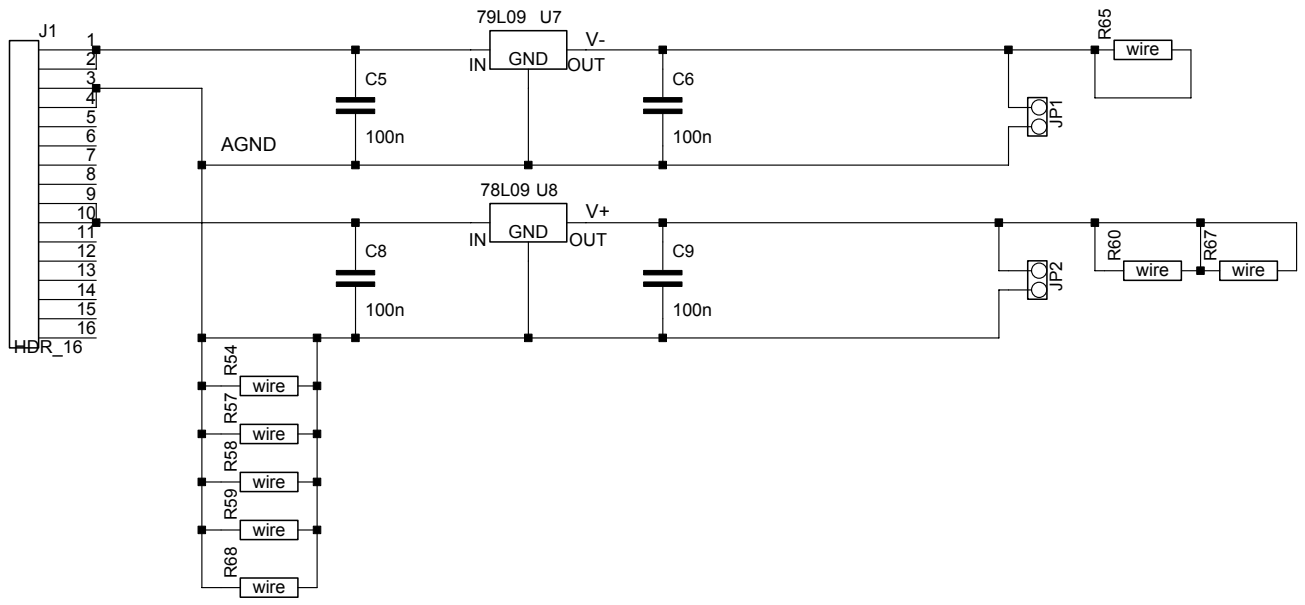 79L09 U7
J1
1
V-
R65
wire
2
IN
GND
OUT
3
C5
C6
4
JP1
5
100n
100n
6
AGND
7
8
78L09 U8
9
V+
10
GND
R60
R67
11
IN
OUT
12
C8
C9
JP2
wire
wire
13
14
100n
100n
15
16
HDR_16
R54
wire
R57
wire
R58
wire
R59
wire
R68
wire